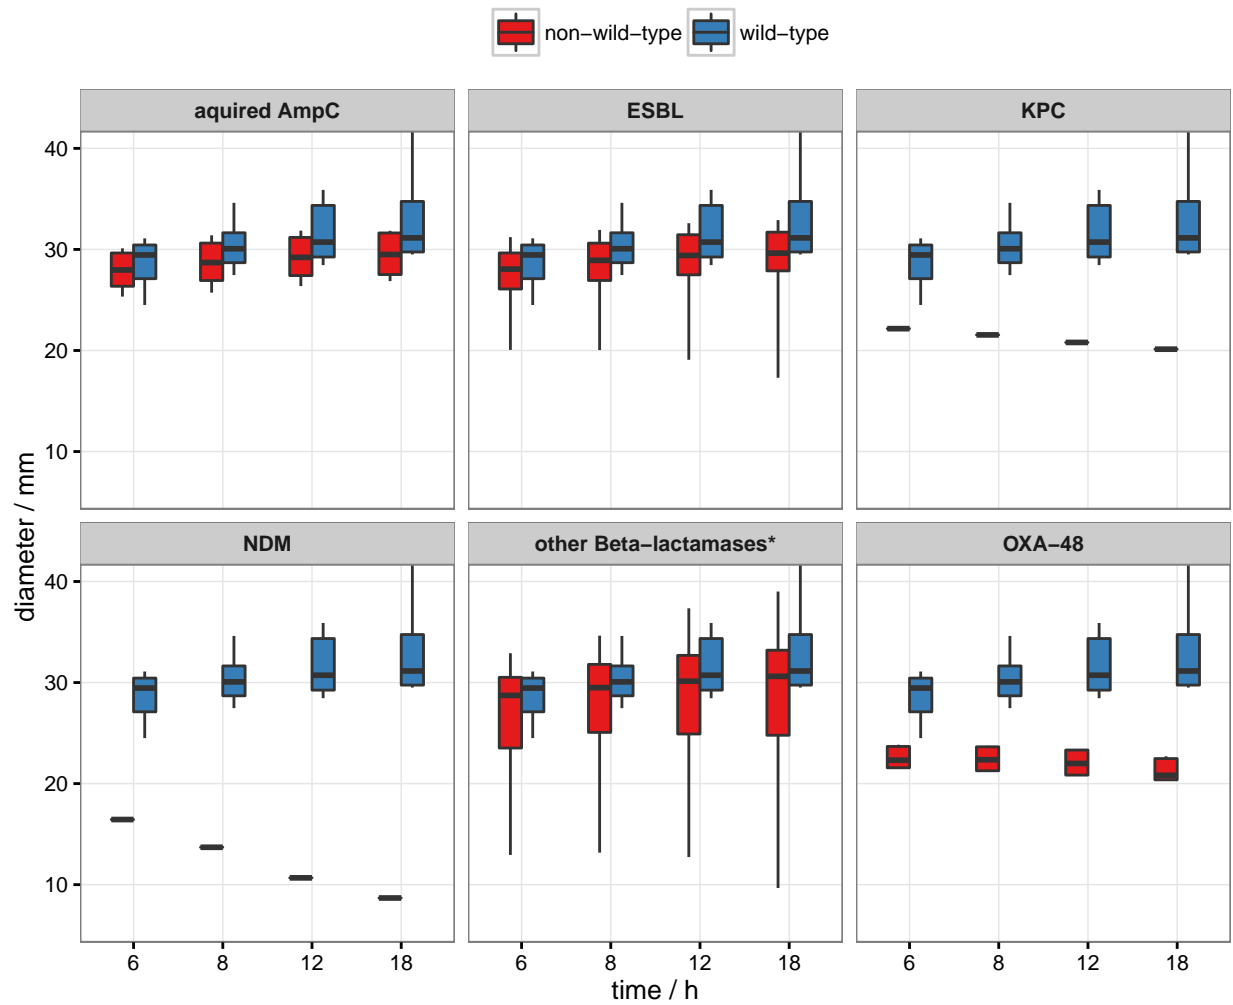 non−wild−type wild−type
aquired AmpC ESBL KPC
40
30
20
10
NDM other Beta−lactamases* OXA−48
40
30
20
10
6 8 12 18 6 8 12 18 6 8 12 18
time / h
diameter / mm